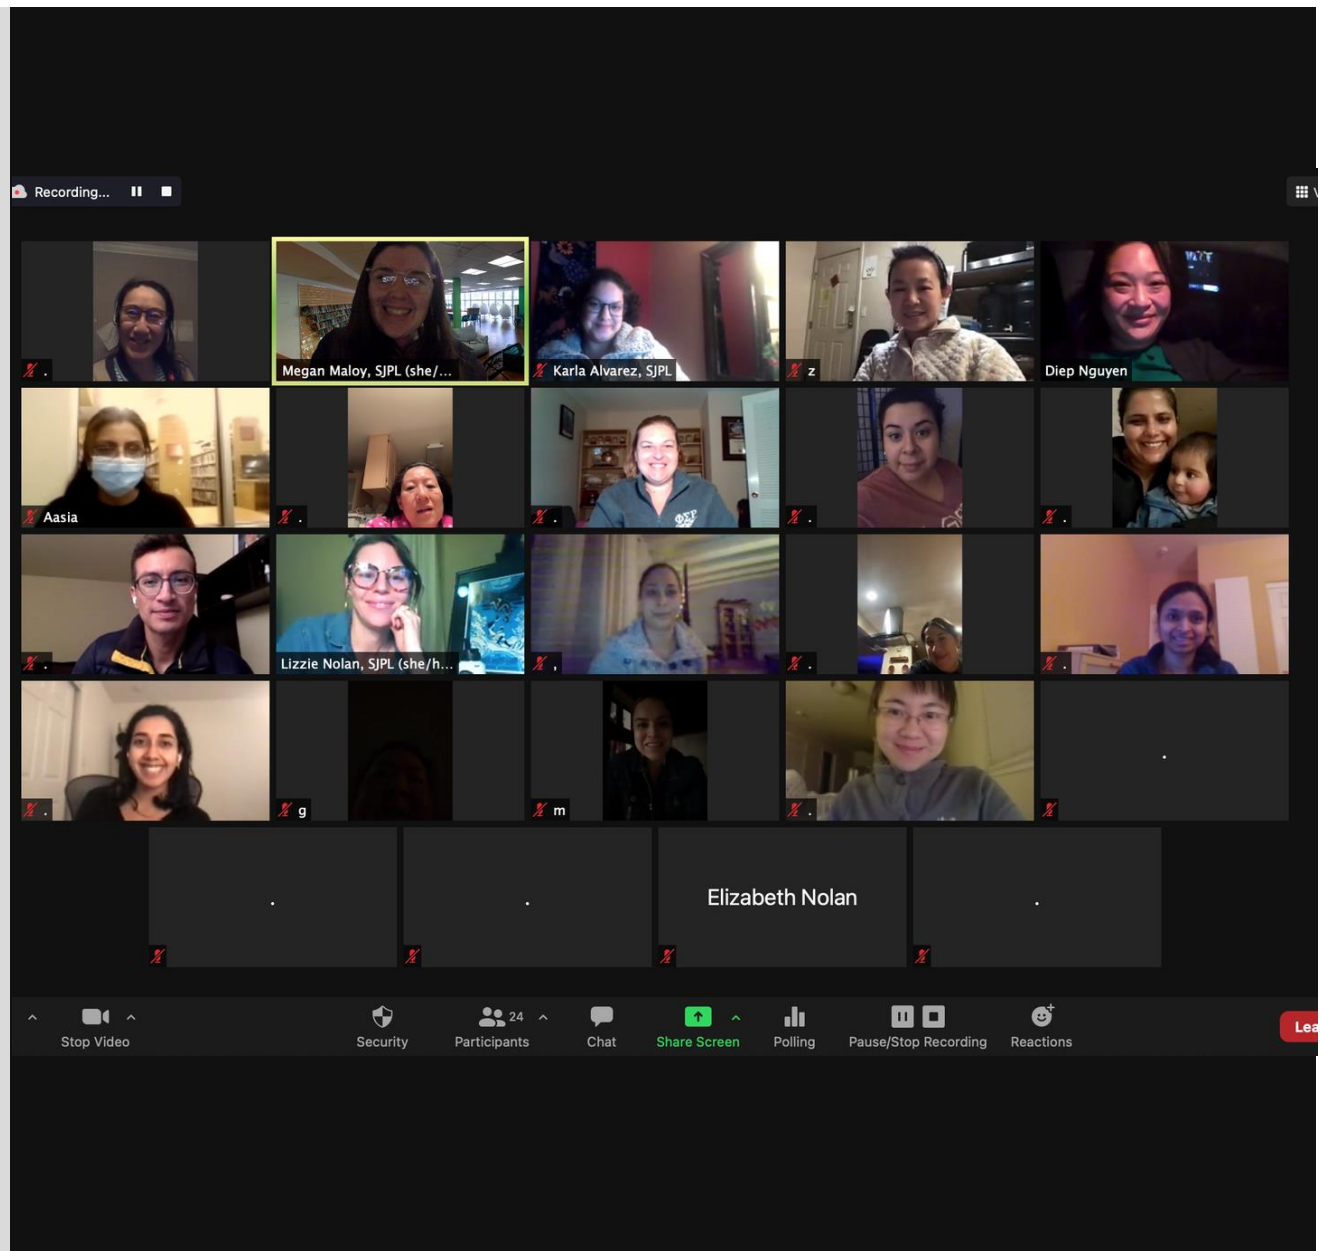 Recording...
.
Megan Maloy, SJPL (she/...
Karla Alvarez, SJPL
z
Diep Nguyen
Aasia
.
.
ΦΣΡ
.
.
.
Lizzie Nolan, SJPL (she/h...
,
.
.
.
g
m
.
.
.
.
Elizabeth Nolan
.
Stop Video
Security
24
Participants
Chat
Share Screen
Polling
Pause/Stop Recording
Reactions
Lea